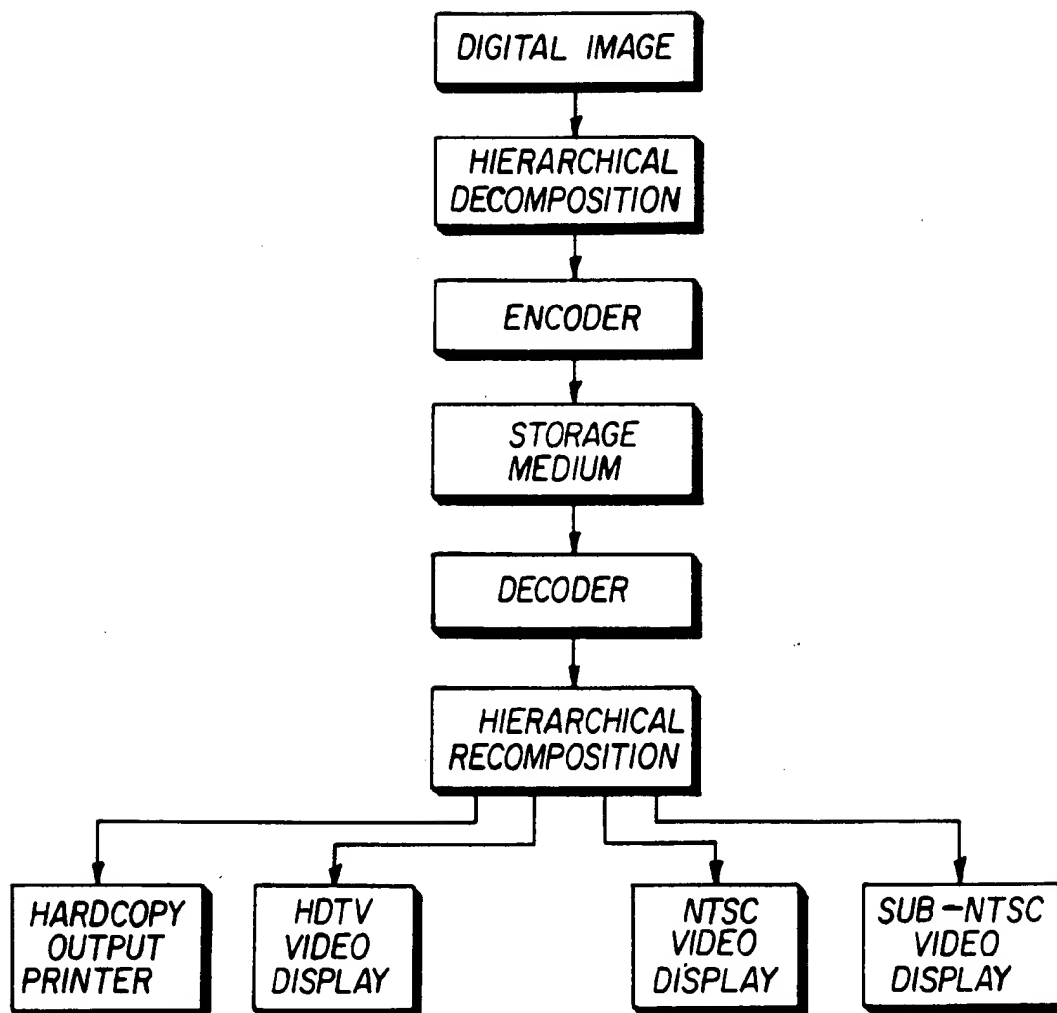 DIGITAL IMAGE
HIERARCHICAL
DECOMPOSITION
ENCODER
STORAGE
MEDIUM
DECODER
HIERARCHICAL
RECOMPOSITION
HARDCOPY
OUTPUT
PRINTER
HDTV
VIDEO
DISPLAY
NTSC
VIDEO
DISPLAY
SUB-NTSC
VIDEO
DISPLAY